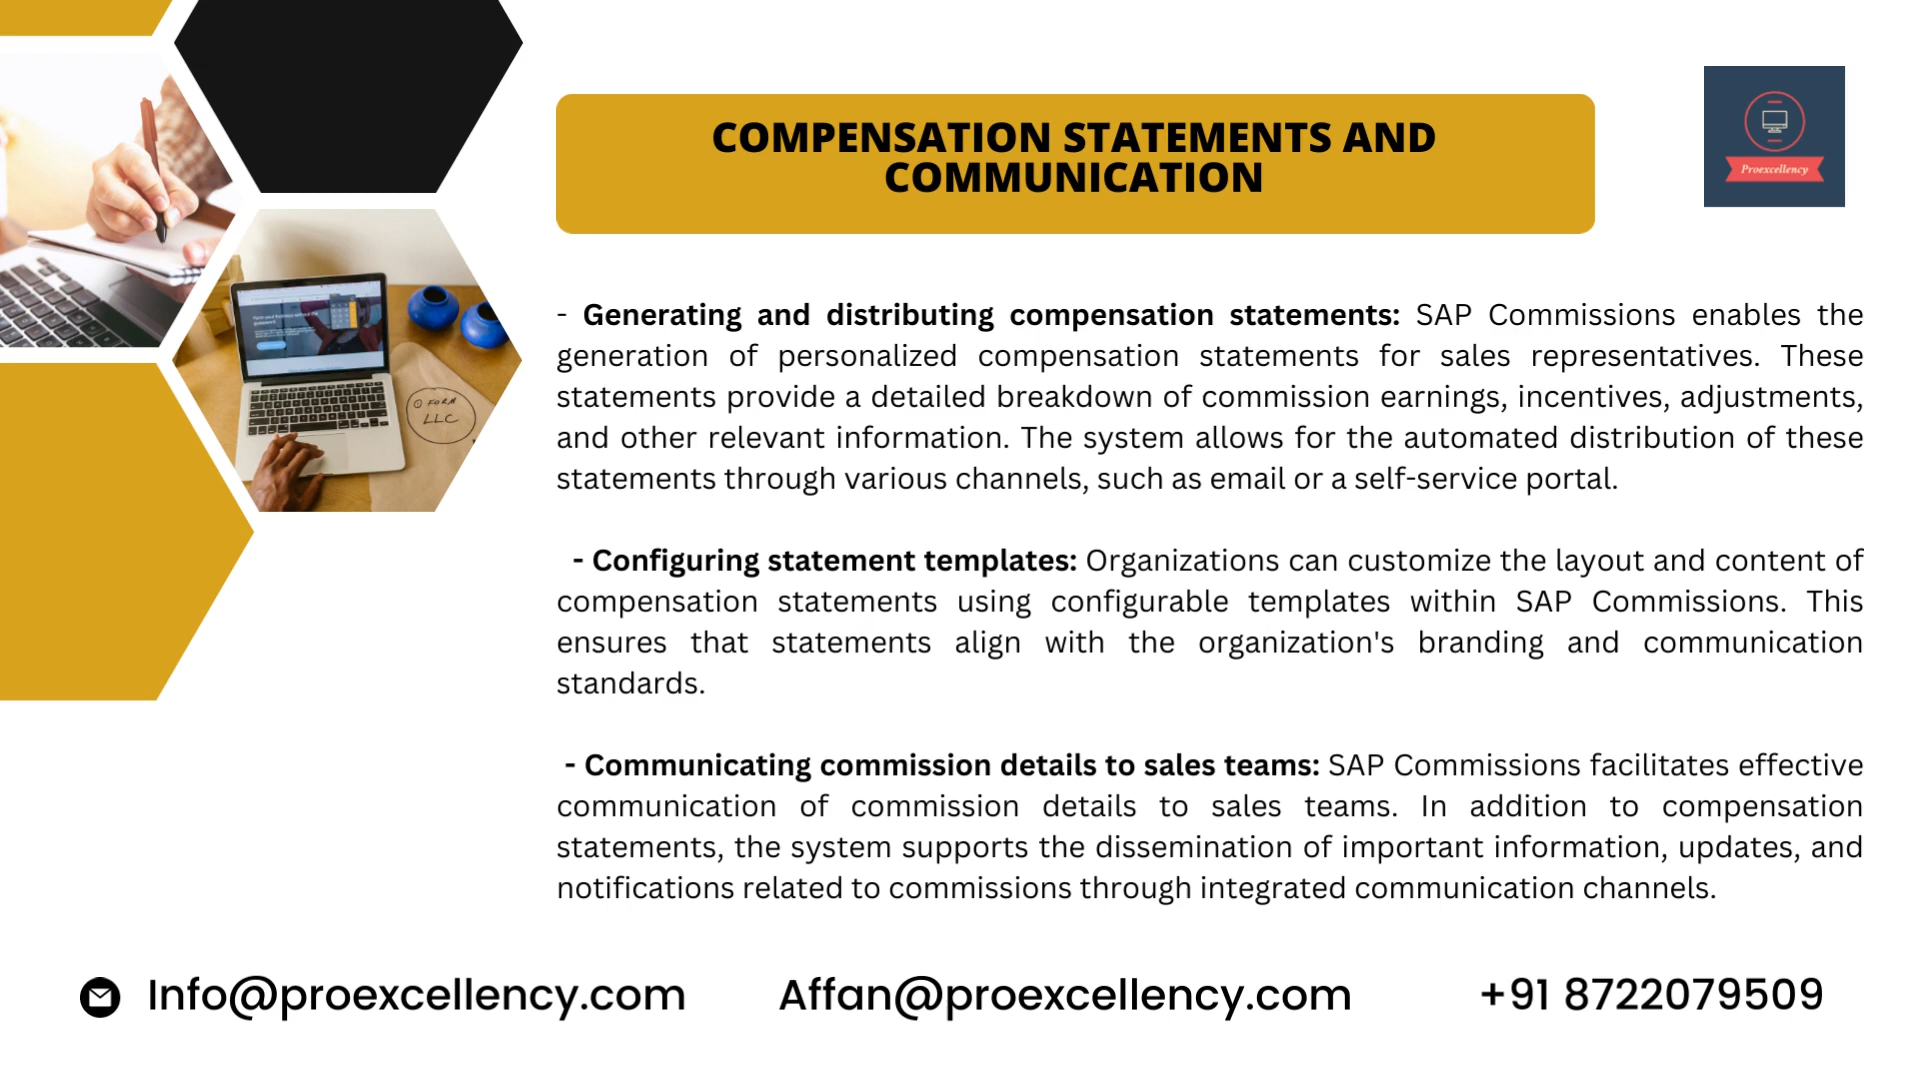 COMPENSATION STATEMENTS AND
COMMUNICATION
Proexcellency
- Generating and distributing compensation statements: SAP Commissions enables the
generation of personalized compensation statements for sales representatives. These
statements provide a detailed breakdown of commission earnings, incentives, adjustments,
and other relevant information. The system allows for the automated distribution of these
statements through various channels, such as email or a self-service portal.
- Configuring statement templates: Organizations can customize the layout and content of
compensation statements using configurable templates within SAP Commissions. This
ensures that statements align with the organization's branding and communication
standards.
- Communicating commission details to sales teams: SAP Commissions facilitates effective
communication of commission details to sales teams. In addition to compensation
statements, the system supports the dissemination of important information, updates, and
notifications related to commissions through integrated communication channels.
FORM
LLC
Info@proexcellency.com
Affan@proexcellency.com
+91 8722079509